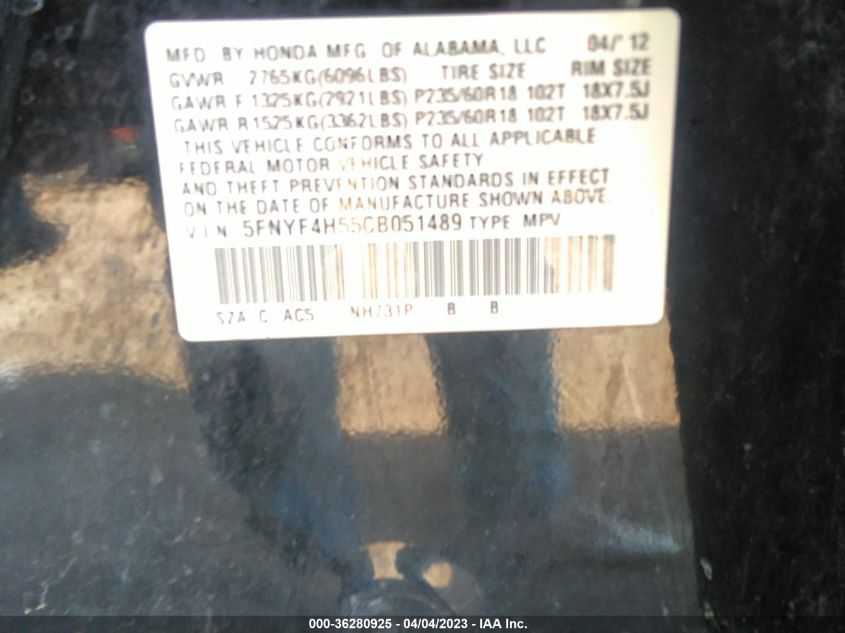 MFD BY HONDA MFG OF ALABAMA, LLC 04/12
GVWR 2765KG(6096LBS) TIRE SIZE RIM SIZE
GAWR F 1325KG(2921LBS) P235/60R18 102T 18X7.5J
GAWR R 1525KG(3362LBS) P235/60R18 102T 18X7.5J
THIS VEHICLE CONFORMS TO ALL APPLICABLE
FEDERAL MOTOR VEHICLE SAFETY
AND THEFT PREVENTION STANDARDS IN EFFECT
ON THE DATE OF MANUFACTURE SHOWN ABOVE.
V I N 5FNYF4H55CB051489 TYPE MPV
SZA C AC5 NH731P B B
000-36280925 - 04/04/2023 - IAA Inc.